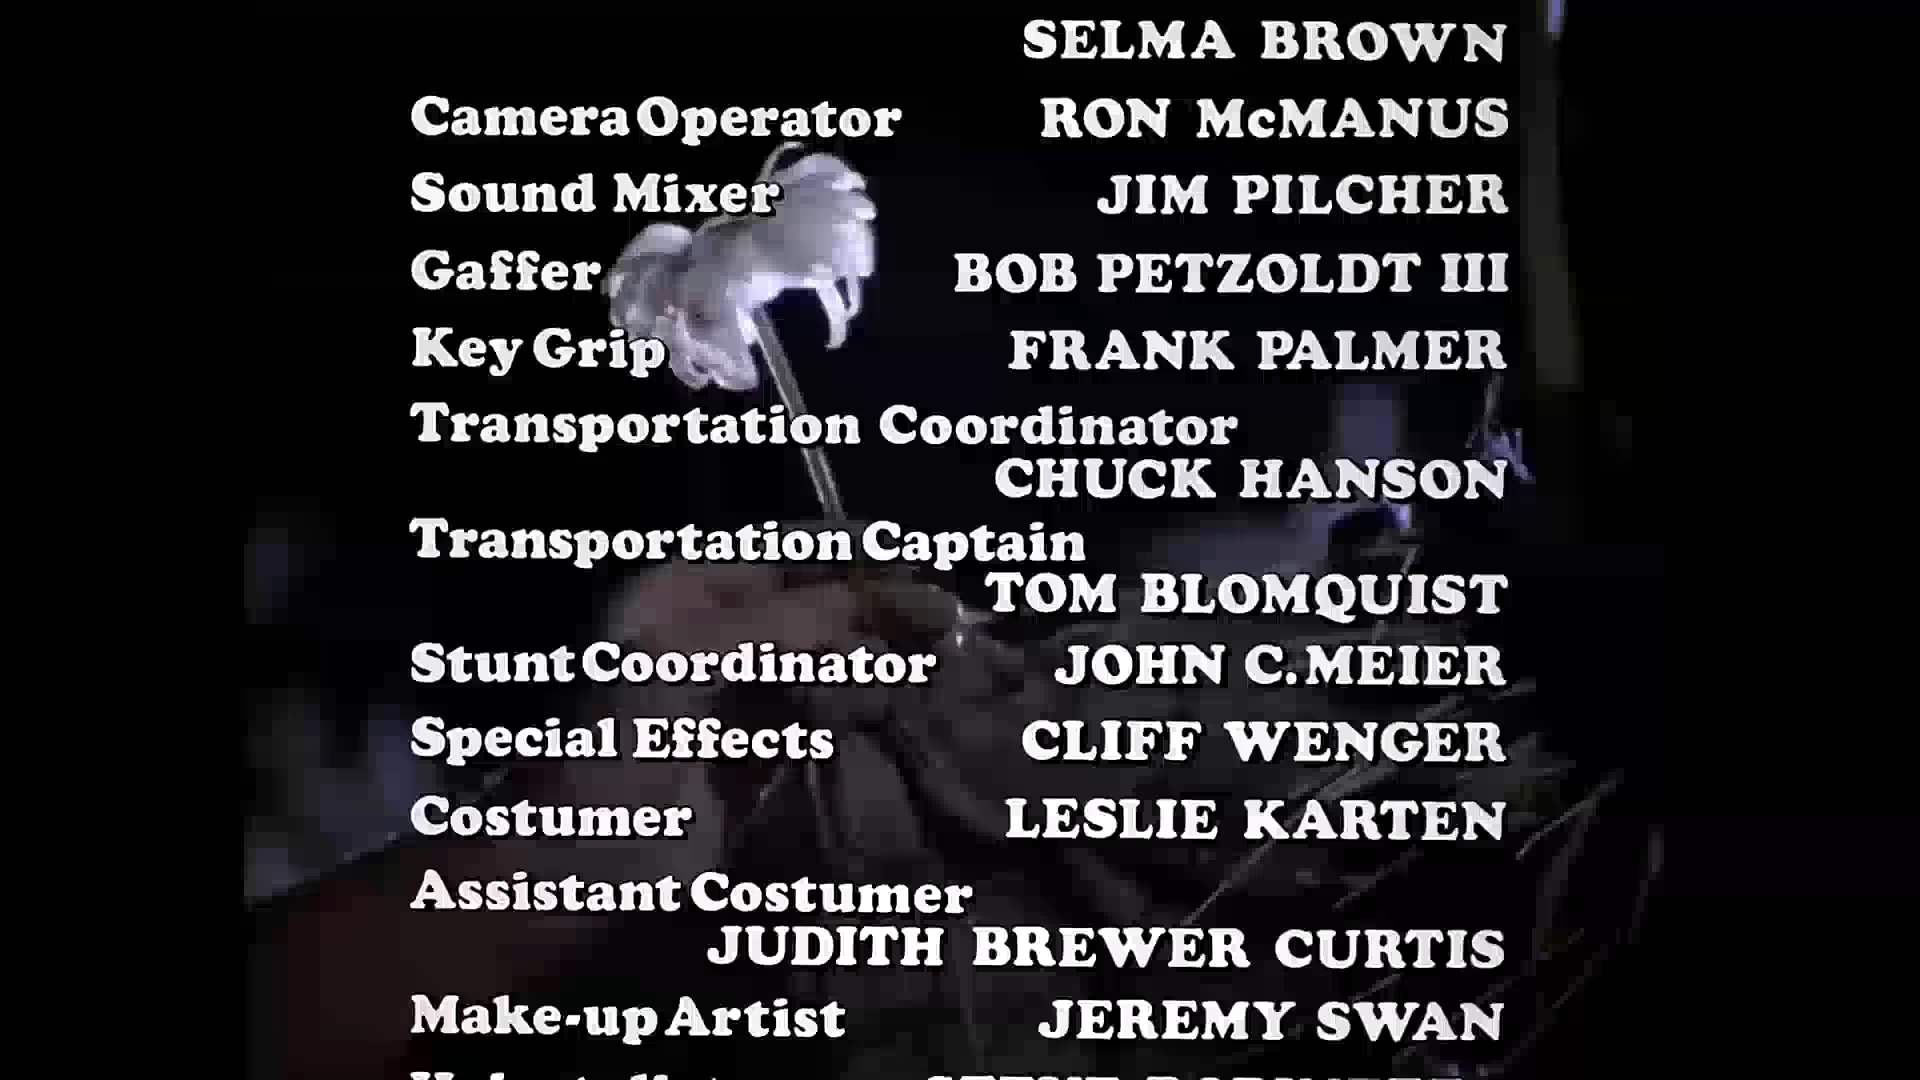 SELMA BROWN
Camera Operator RON McMANUS
Sound Mixer JIM PILCHER
Gaffer BOB PETZOLDT III
Key Grip FRANK PALMER
Transportation Coordinator
CHUCK HANSON
Transportation Captain
TOM BLOMQUIST
Stunt Coordinator JOHN C. MEIER
Special Effects CLIFF WENGER
Costumer LESLIE KARTEN
Assistant Costumer
JUDITH BREWER CURTIS
Make-up Artist JEREMY SWAN